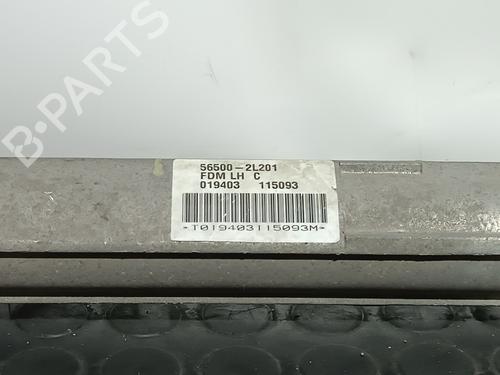 B-PARTS
56500-2L201
FDM LH C
019403 115093
-T019403115093M-